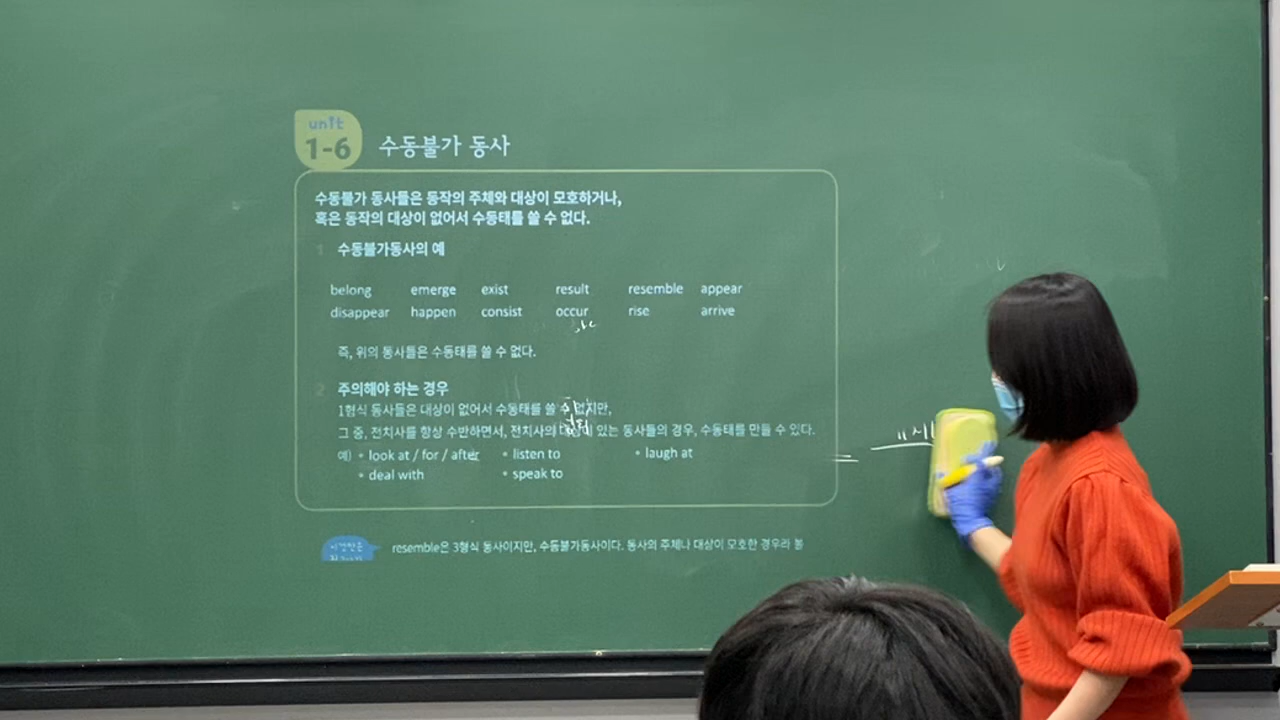 unit
1-6 수동불가 동사
수동불가 동사들은 동작의 주체와 대상이 모호하거나,
혹은 동작의 대상이 없어서 수동태를 쓸 수 없다.
1 수동불가동사의 예
belong emerge exist result resemble appear
disappear happen consist occur rise arrive
즉, 위의 동사들은 수동태를 쓸 수 없다.
2 주의해야 하는 경우
1형식 동사들은 대상이 없어서 수동태를 쓸 수 없지만,
그 중, 전치사를 항상 수반하면서, 전치사의 대상이 있는 동사들의 경우, 수동태를 만들 수 있다.
예) • look at / for / after • listen to • laugh at
• deal with • speak to
resemble은 3형식 동사이지만, 수동불가동사이다. 동사의 주체나 대상이 모호한 경우라 볼